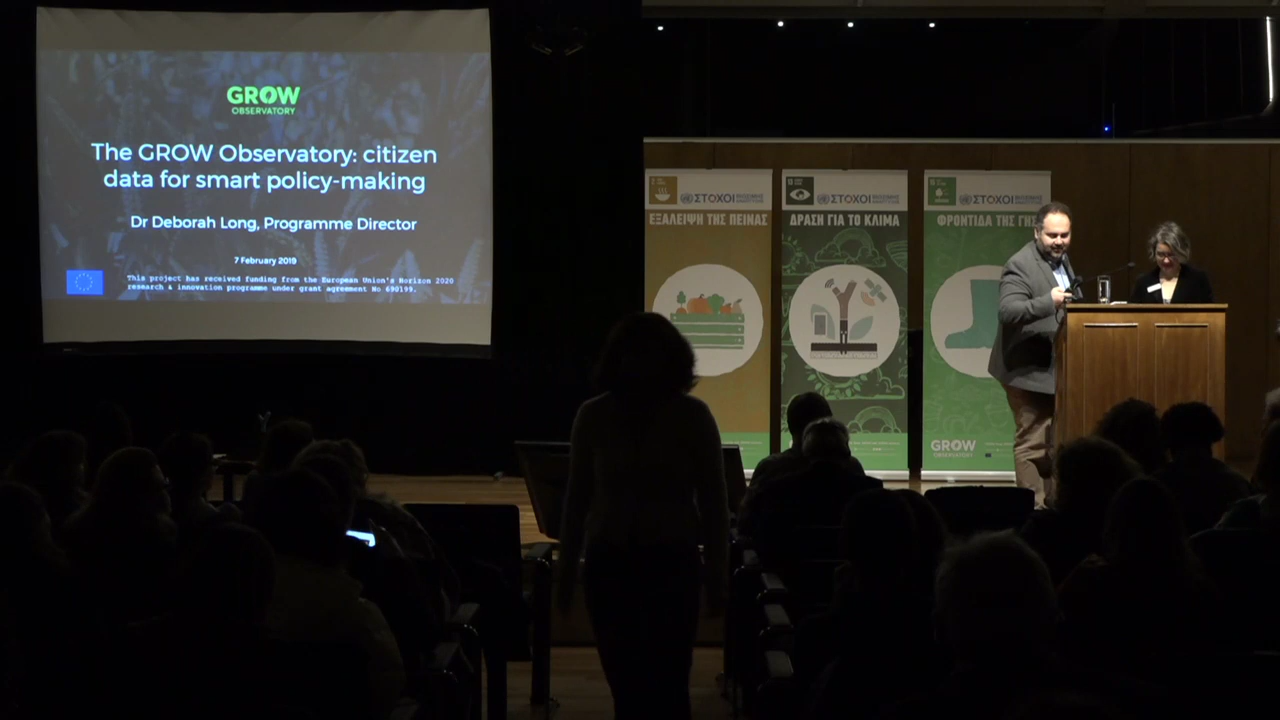 GROW
OBSERVATORY
The GROW Observatory: citizen
data for smart policy-making
Dr Deborah Long, Programme Director
7 February 2019
This project has received funding from the European Union's Horizon 2020
research & innovation programme under grant agreement No 690199.
ΣΤΟΧΟΙ
ΕΞΑΛΕΙΨΗ ΤΗΣ ΠΕΙΝΑΣ
ΣΤΟΧΟΙ
ΔΡΑΣΗ ΓΙΑ ΤΟ ΚΛΙΜΑ
ΣΤΟΧΟΙ
ΦΡΟΝΤΙΔΑ ΤΗΣ ΓΗΣ
GROW
OBSERVATORY